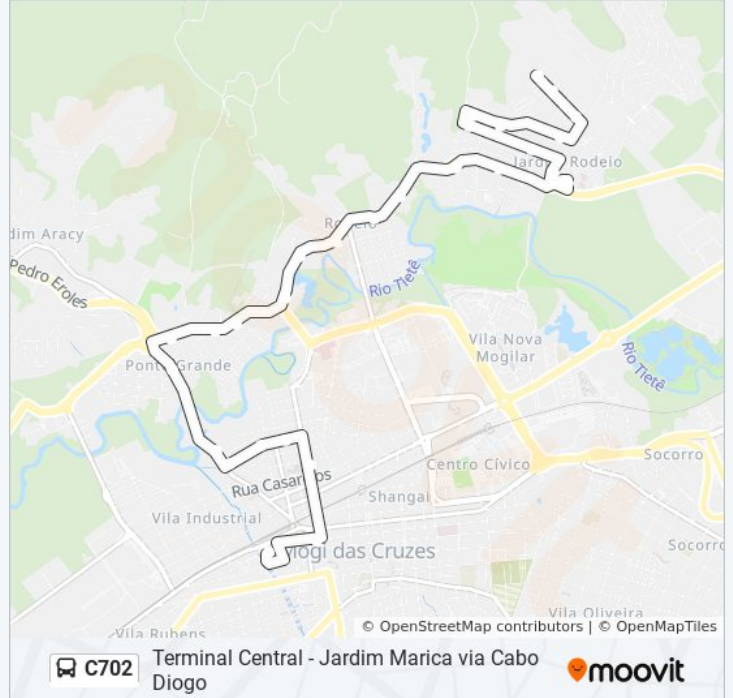 Jardim Rodeio
dim Aracy
Rodeio
Pedro Eroles
Rio Tietê
Vila Nova
Mogilar
Rio Tietê
Ponte Grande
Socorro
Centro Cívico
Rua Casarejos
Shangai
Vila Industrial
Mogi das Cruzes
Socorro
Vila Oliveira
© OpenStreetMap contributors | © OpenMapTiles
Vila Rubens
C702
Terminal Central - Jardim Marica via Cabo
Diogo
moovit